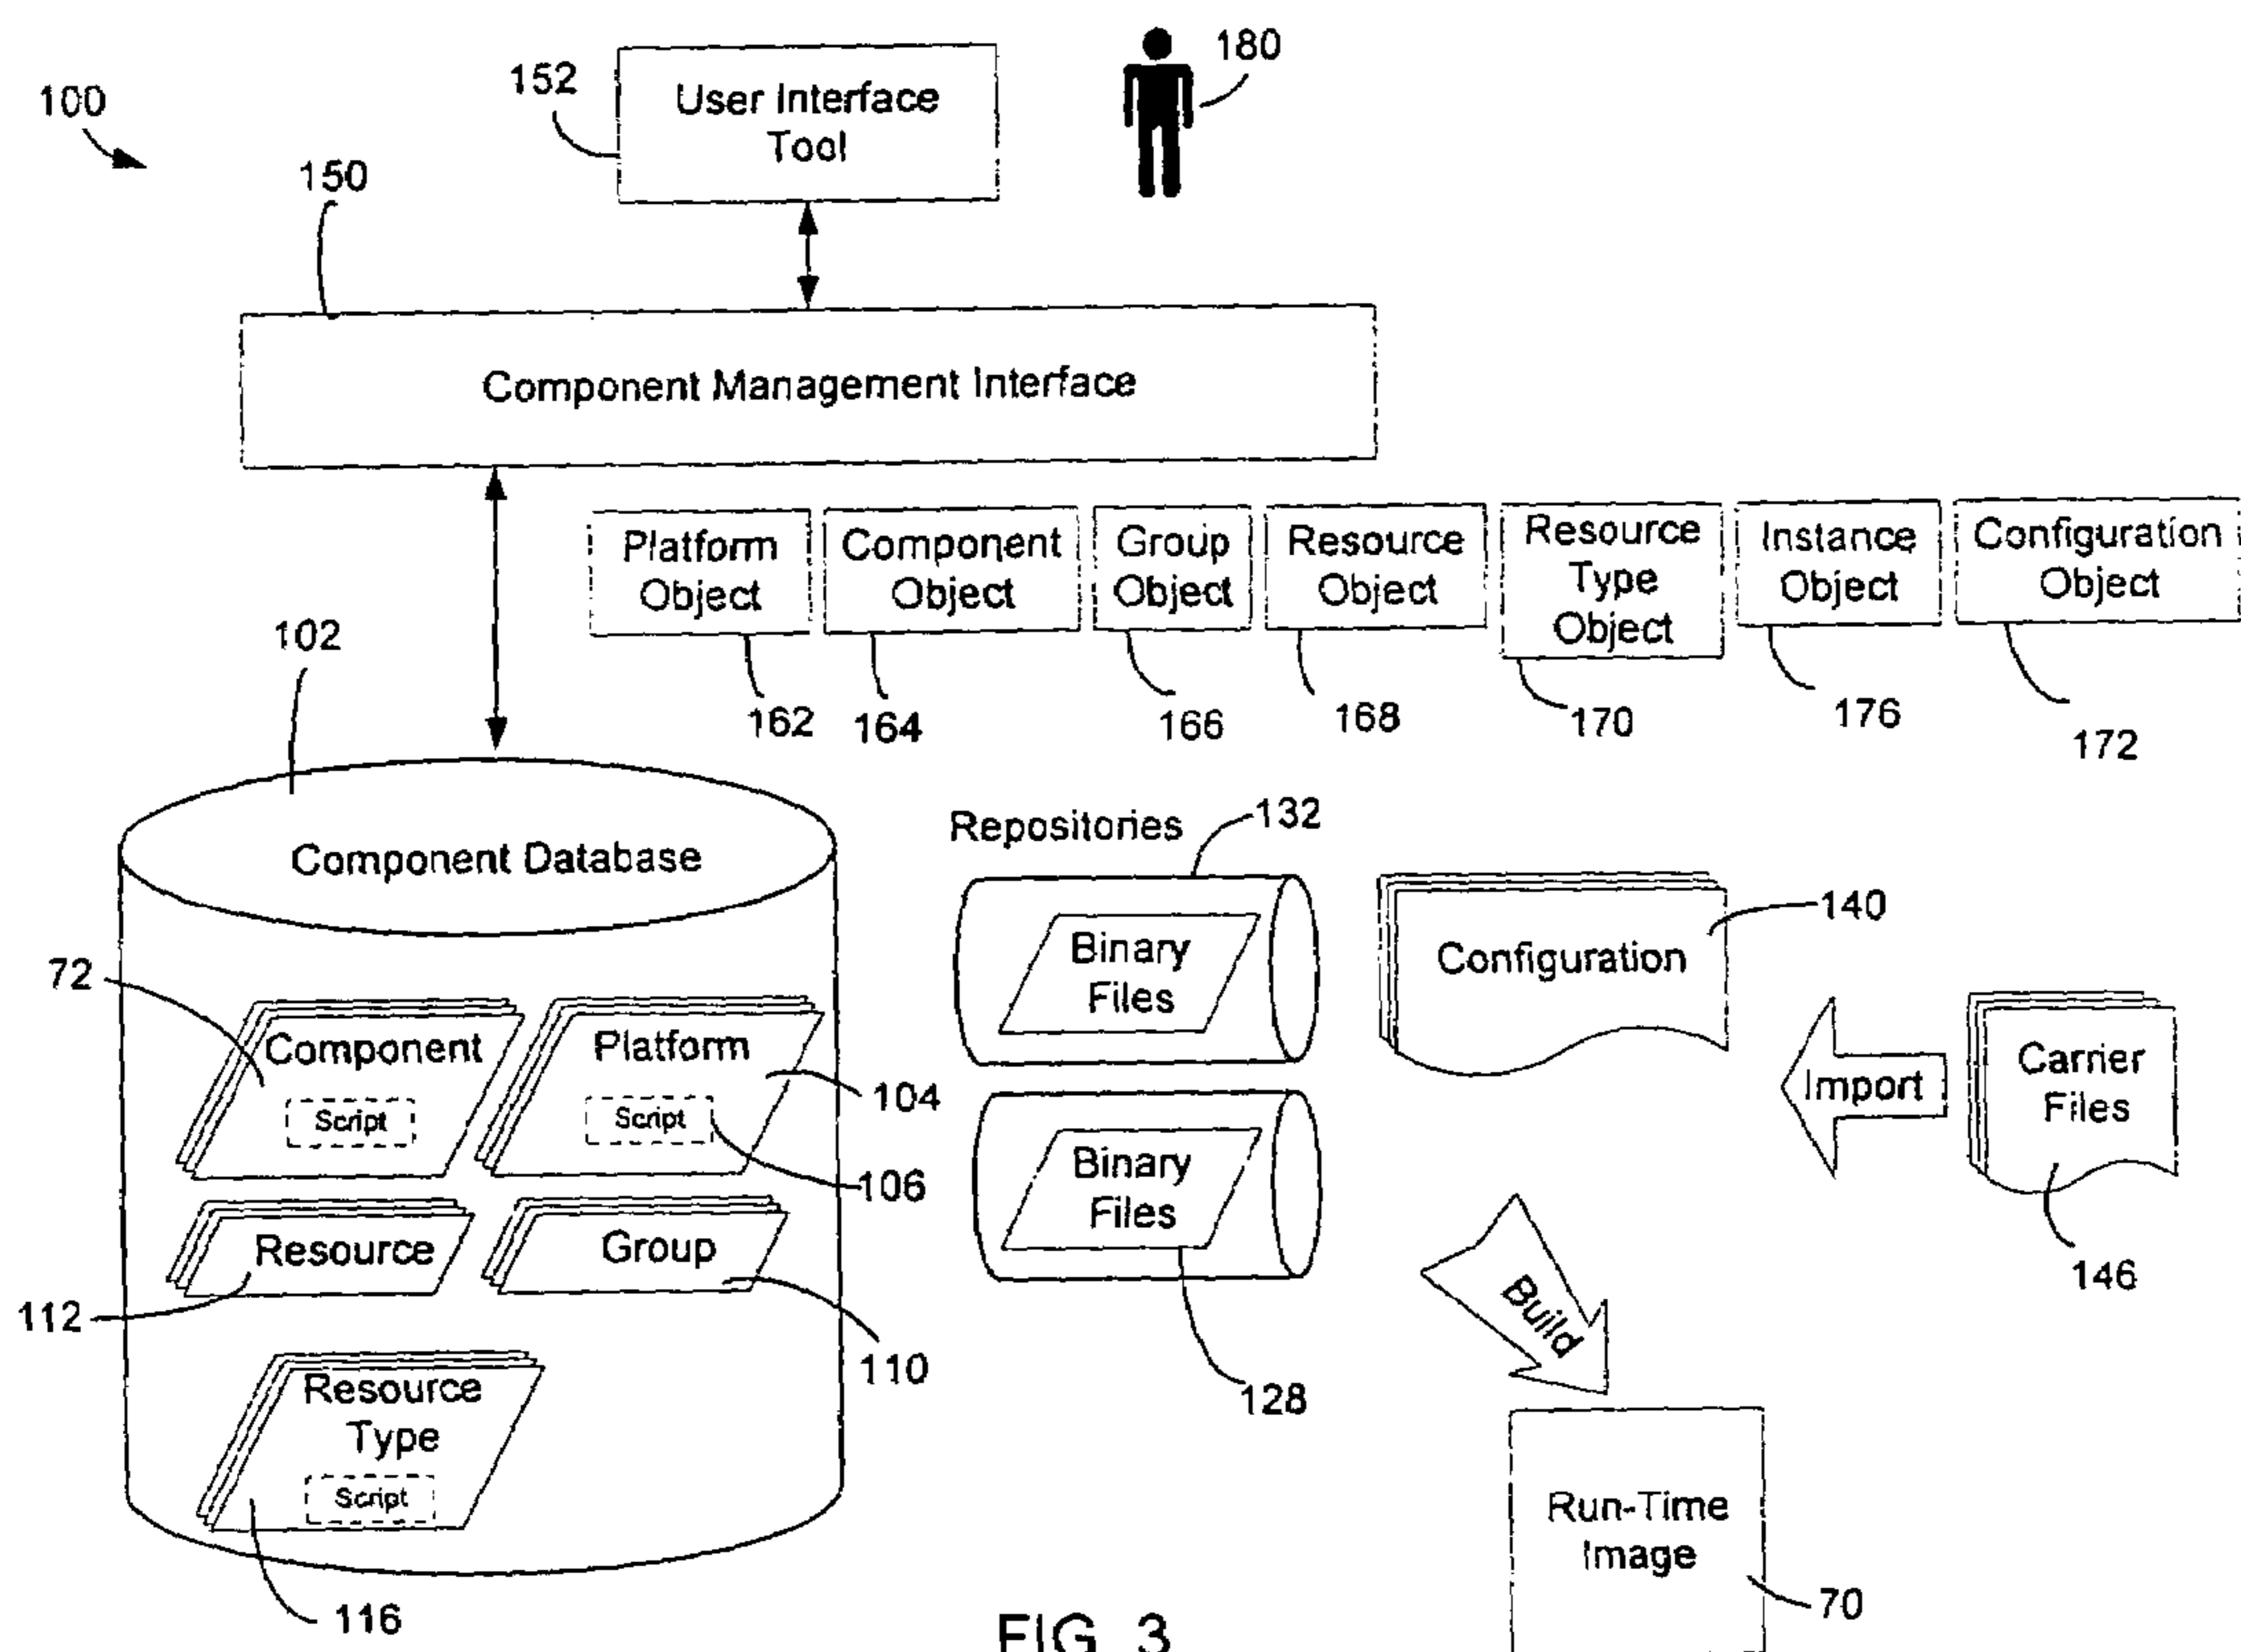 100
152
User Interface
Tool
180
150
Component Management Interface
Platform
Object
Component
Object
Group
Object
Resource
Object
Resource
Type
Object
Instance
Object
Configuration
Object
162
164
166
168
170
176
172
102
Component Database
72
Component
Script
Platform
Script
104
106
Resource
112
Group
110
Resource
Type
Script
116
Repositories
132
Binary
Files
Binary
Files
128
Configuration
140
Import
Carrier
Files
146
Build
Run-Time
Image
70
FIG. 3